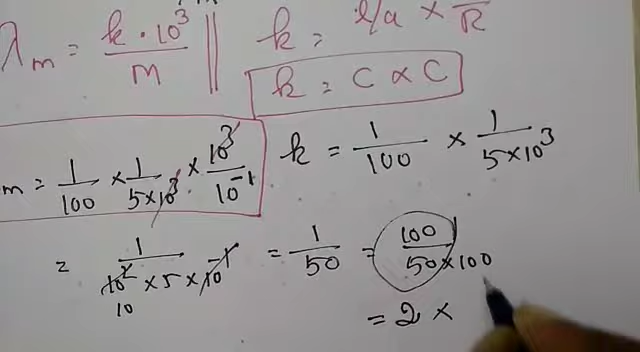 λm = k · 10³ / m || k = l/a × 1/R
k = C ∝ C
m = 1/100 × 1/5×10³ × 10³/10⁻¹ k = 1/100 × 1/5×10³
= 1/10² × 5 × 10⁻¹ = 1/50 = 100/50×100
10
= 2 ×